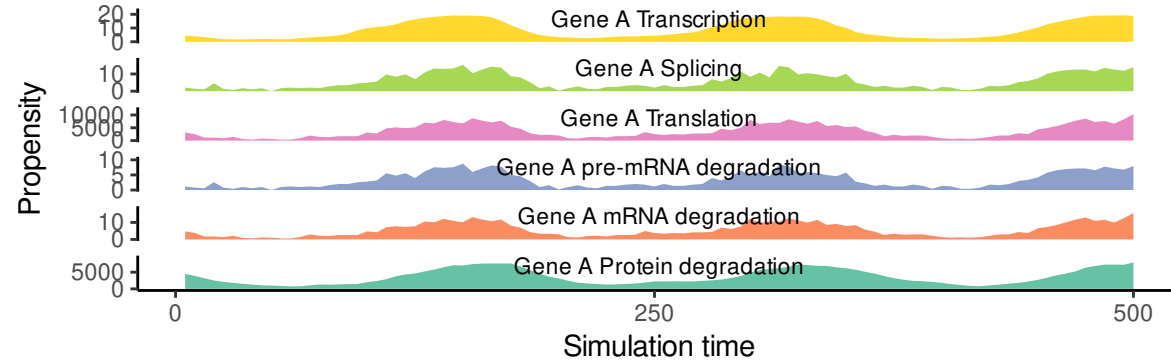 Gene A Transcription
20
10
0
Gene A Splicing
10
0
Gene A Translation
10000
5000
0
Gene A pre-mRNA degradation
10
5
0
Gene A mRNA degradation
10
0
Gene A Protein degradation
5000
0
Propensity
0 250 500
Simulation time